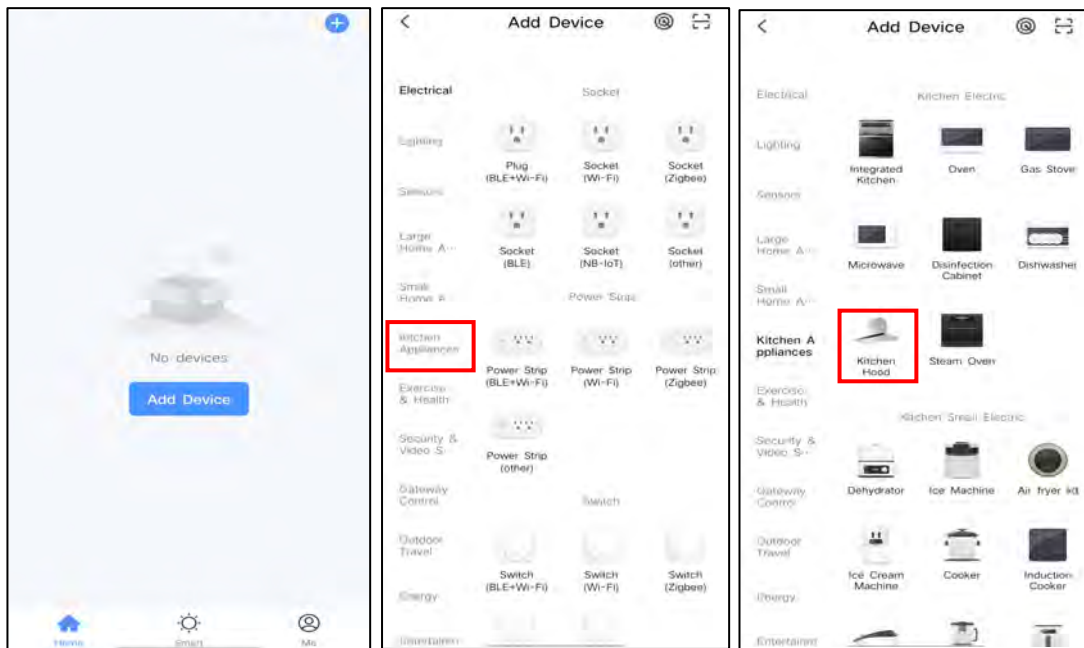 No devices
Add Device
Home
Smart
Me
Add Device
Electrical
Lighting
Sensors
Large
Home A...
Small
Home A...
Kitchen
Appliances
Exercise
& Health
Security &
Video S...
Gateway
Control
Outdoor
Travel
Energy
Entertainm
Socket
Plug
(BLE+Wi-Fi)
Socket
(Wi-Fi)
Socket
(Zigbee)
Socket
(BLE)
Socket
(NB-IoT)
Socket
(other)
Power Strip
Power Strip
(BLE+Wi-Fi)
Power Strip
(Wi-Fi)
Power Strip
(Zigbee)
Power Strip
(other)
Switch
Switch
(BLE+Wi-Fi)
Switch
(Wi-Fi)
Switch
(Zigbee)
Add Device
Electrical
Lighting
Sensors
Large
Home A...
Small
Home A...
Kitchen A
ppliances
Exercise
& Health
Security &
Video S...
Gateway
Control
Outdoor
Travel
Energy
Entertainm
Kitchen Electric
Integrated
Kitchen
Oven
Gas Stove
Microwave
Disinfection
Cabinet
Dishwasher
Kitchen
Hood
Steam Oven
Kitchen Small Electric
Dehydrator
Ice Machine
Air fryer
Ice Cream
Machine
Cooker
Induction
Cooker